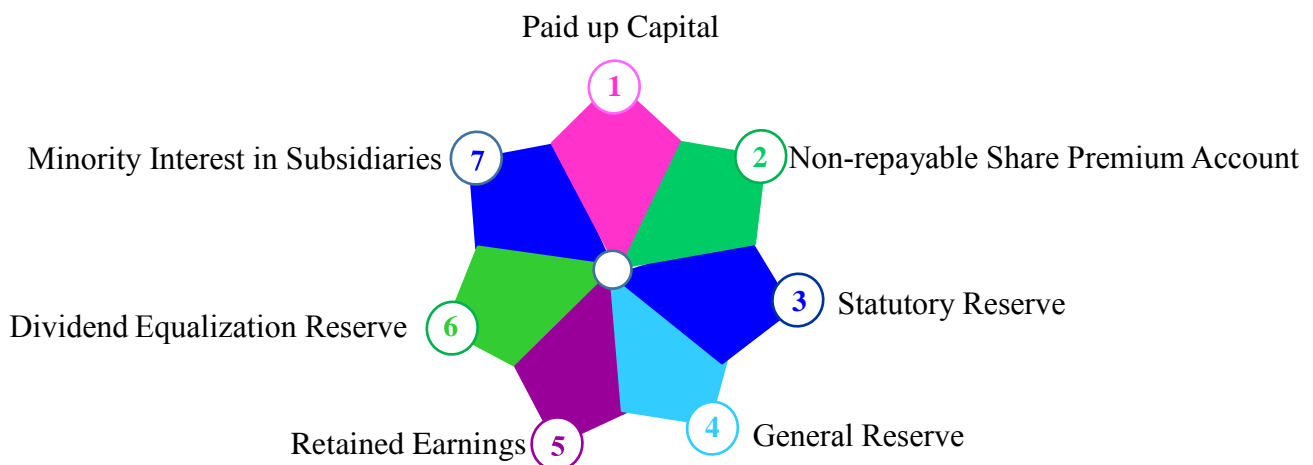 Paid up Capital
1
2 Non-repayable Share Premium Account
3 Statutory Reserve
4 General Reserve
Retained Earnings 5
Dividend Equalization Reserve 6
Minority Interest in Subsidiaries 7